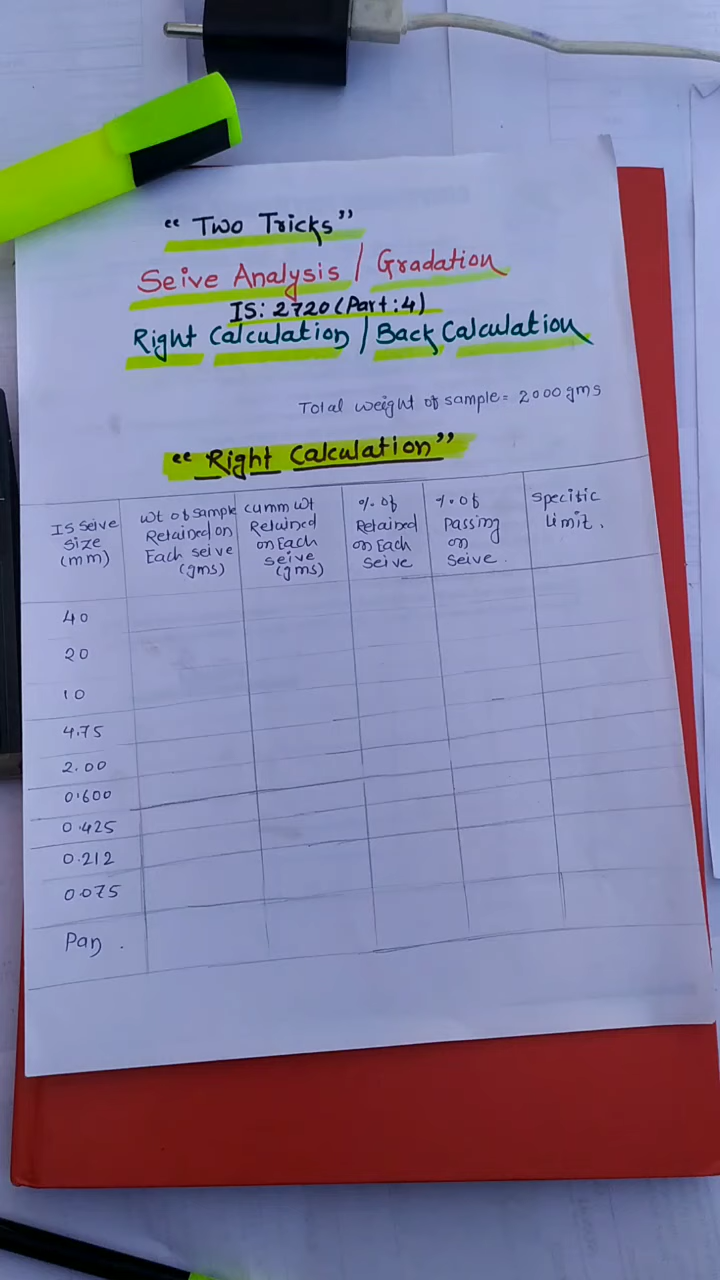 “ Two Tricks”
Seive Analysis / Gradation
IS: 2720 (Part:4)
Right Calculation / Back Calculation
Total weight of sample= 2000 gms
“ Right Calculation”
IS Seive size (mm)
wt of sample Retained on Each seive (gms)
cumm wt Retained on Each seive (gms)
%. of Retained on Each Seive
%. of Passing on Seive.
specific limit.
40
20
10
4.75
2.00
0.600
0.425
0.212
0.075
Pan .